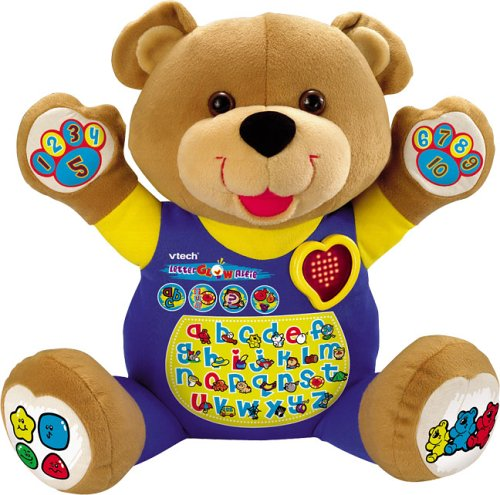 1 2 3 4
5
6 7 8 9
10
vtech
Letter GLOW Alfie
a b c
a b c d e f
g h i j k l m
n o p q r s t
u v w x y z